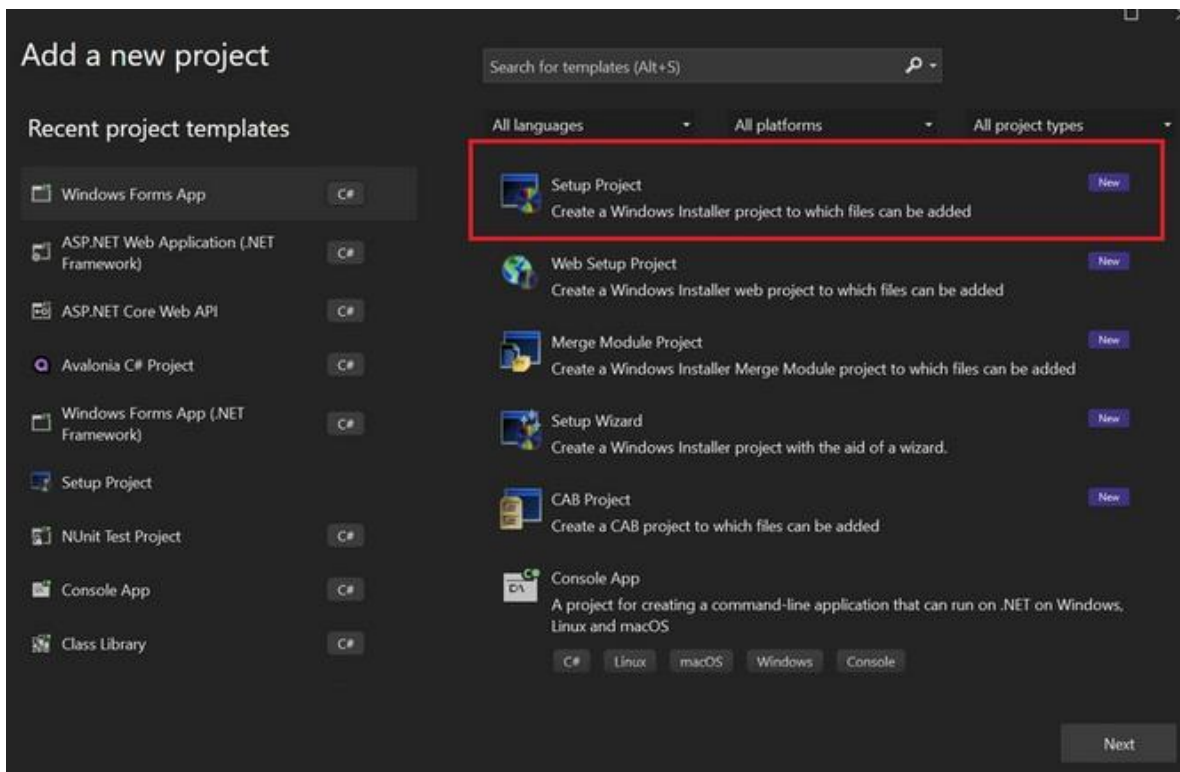 Add a new project
Search for templates (Alt+S)
Recent project templates
All languages
All platforms
All project types
Windows Forms App
C#
ASP.NET Web Application (.NET
Framework)
C#
ASP.NET Core Web API
C#
Avalonia C# Project
C#
Windows Forms App (.NET
Framework)
C#
Setup Project
NUnit Test Project
C#
Console App
C#
Class Library
C#
Setup Project
New
Create a Windows Installer project to which files can be added
Web Setup Project
New
Create a Windows Installer web project to which files can be added
Merge Module Project
New
Create a Windows Installer Merge Module project to which files can be added
Setup Wizard
New
Create a Windows Installer project with the aid of a wizard.
CAB Project
New
Create a CAB project to which files can be added
Console App
A project for creating a command-line application that can run on .NET on Windows,
Linux and macOS
C#
Linux
macOS
Windows
Console
Next